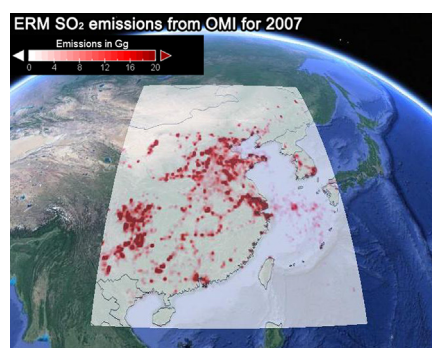 ERM SO₂ emissions from OMI for 2007
Emissions in Gg
0 4 8 12 16 20